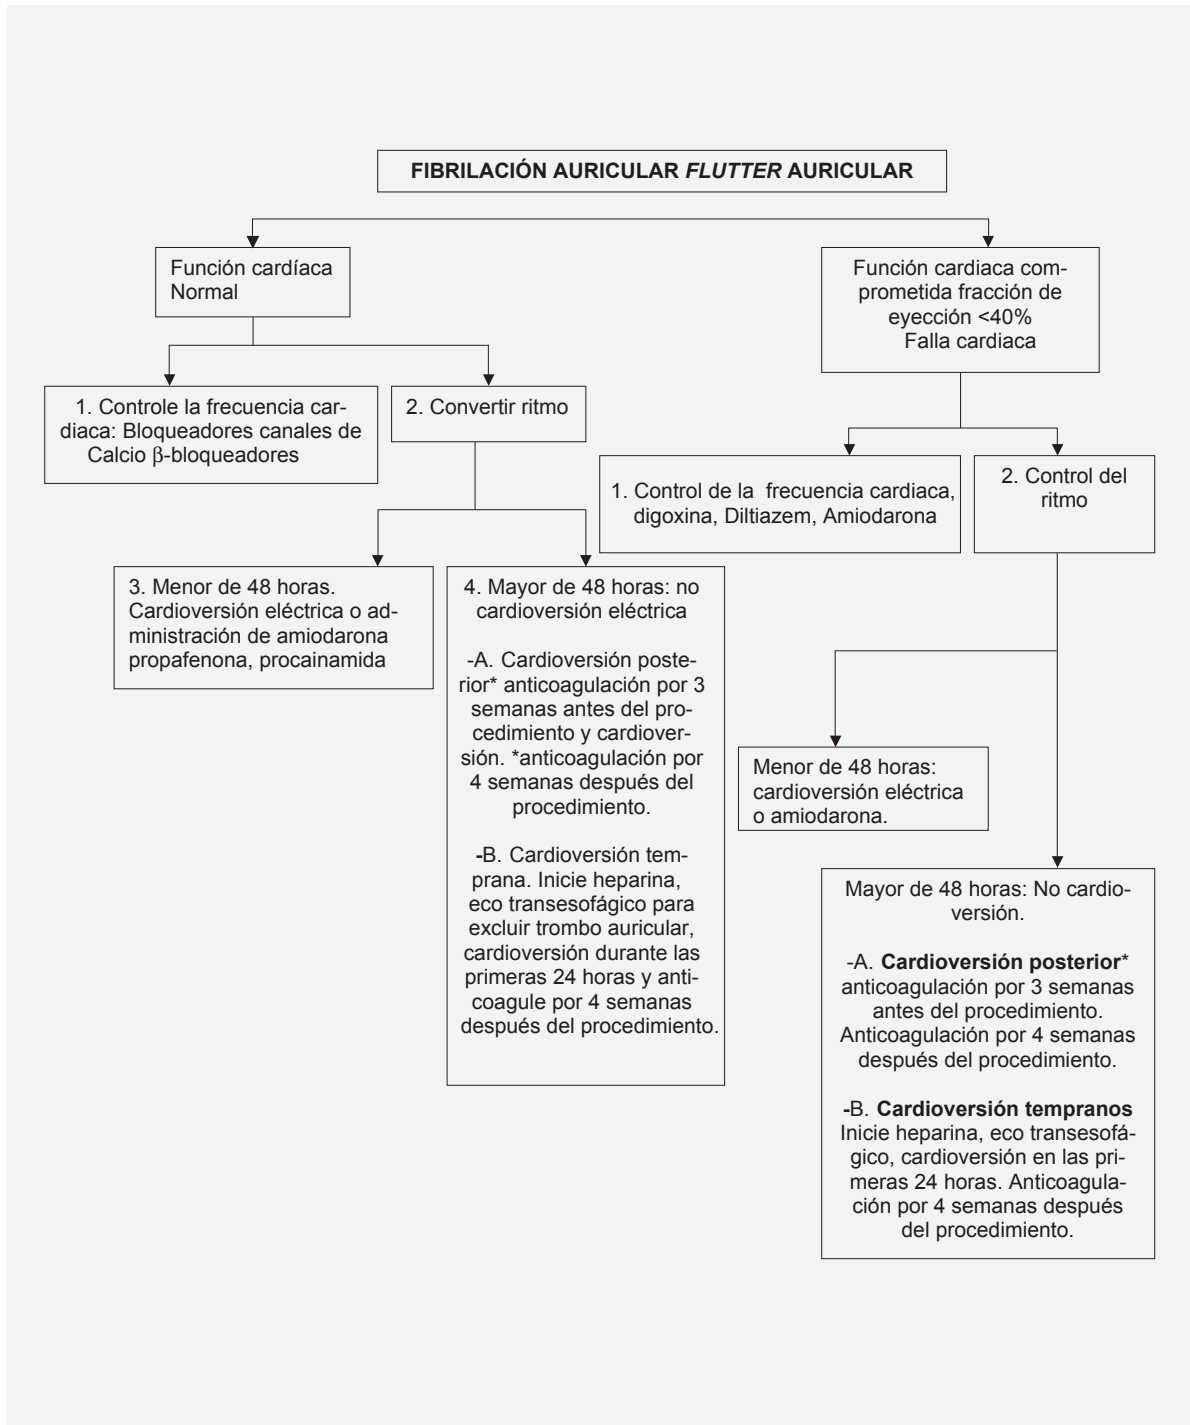 FIBRILACIÓN AURICULAR FLUTTER AURICULAR
Función cardíaca
Normal
Función cardiaca com-
prometida fracción de
eyección <40%
Falla cardiaca
1. Controle la frecuencia car-
diaca: Bloqueadores canales de
Calcio β-bloqueadores
2. Convertir ritmo
1. Control de la frecuencia cardiaca,
digoxina, Diltiazem, Amiodarona
2. Control del
ritmo
3. Menor de 48 horas.
Cardioversión eléctrica o ad-
ministración de amiodarona
propafenona, procainamida
4. Mayor de 48 horas: no
cardioversión eléctrica
-A. Cardioversión poste-
rior* anticoagulación por 3
semanas antes del pro-
cedimiento y cardiover-
sión. *anticoagulación por
4 semanas después del
procedimiento.
-B. Cardioversión tem-
prana. Inicie heparina,
eco transesofágico para
excluir trombo auricular,
cardioversión durante las
primeras 24 horas y anti-
coagule por 4 semanas
después del procedimiento.
Menor de 48 horas:
cardioversión eléctrica
o amiodarona.
Mayor de 48 horas: No cardio-
versión.
-A. Cardioversión posterior*
anticoagulación por 3 semanas
antes del procedimiento.
Anticoagulación por 4 semanas
después del procedimiento.
-B. Cardioversión tempranos
Inicie heparina, eco transesofá-
gico, cardioversión en las pri-
meras 24 horas. Anticoagula-
ción por 4 semanas después
del procedimiento.